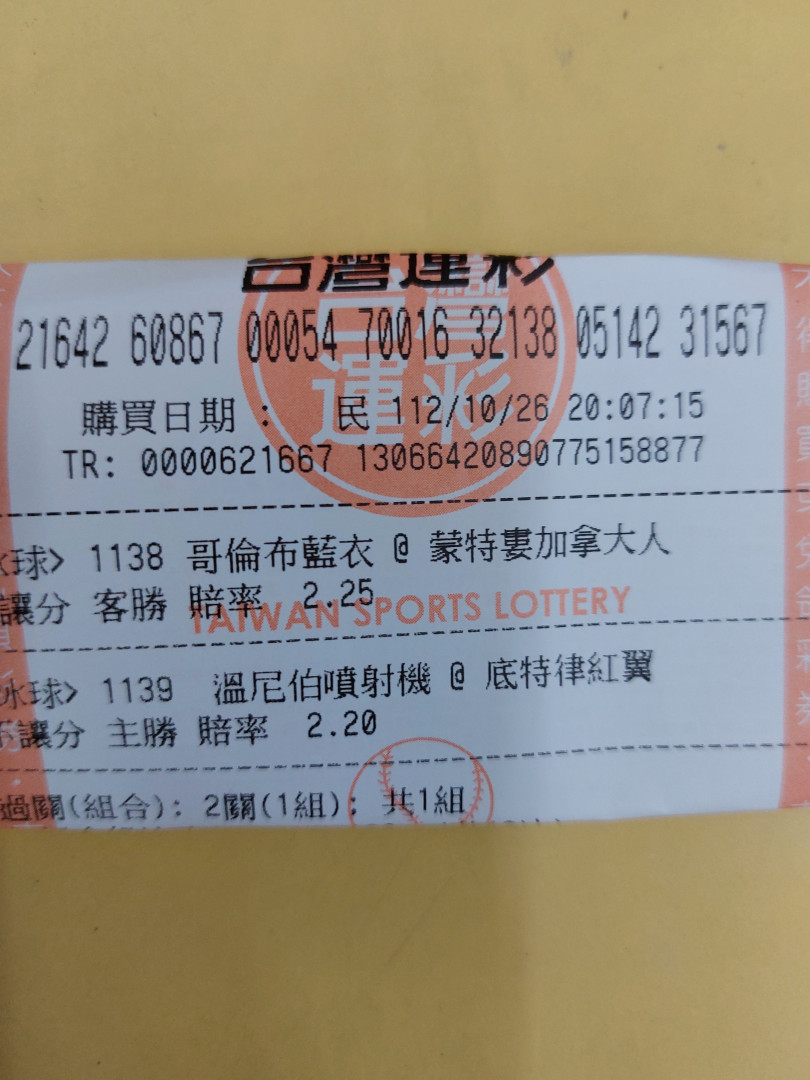 台灣運彩
21642 60867 00054 70016 32138 05142 31567
購買日期 : 民 112/10/26 20:07:15
TR: 0000621667 13066420890775158877
球> 1138 哥倫布藍衣 @ 蒙特婁加拿大人
讓分 客勝 賠率 2.25
TAIWAN SPORTS LOTTERY
冰球> 1139 溫尼伯噴射機 @ 底特律紅翼
不讓分 主勝 賠率 2.20
過關(組合): 2關(1組); 共1組